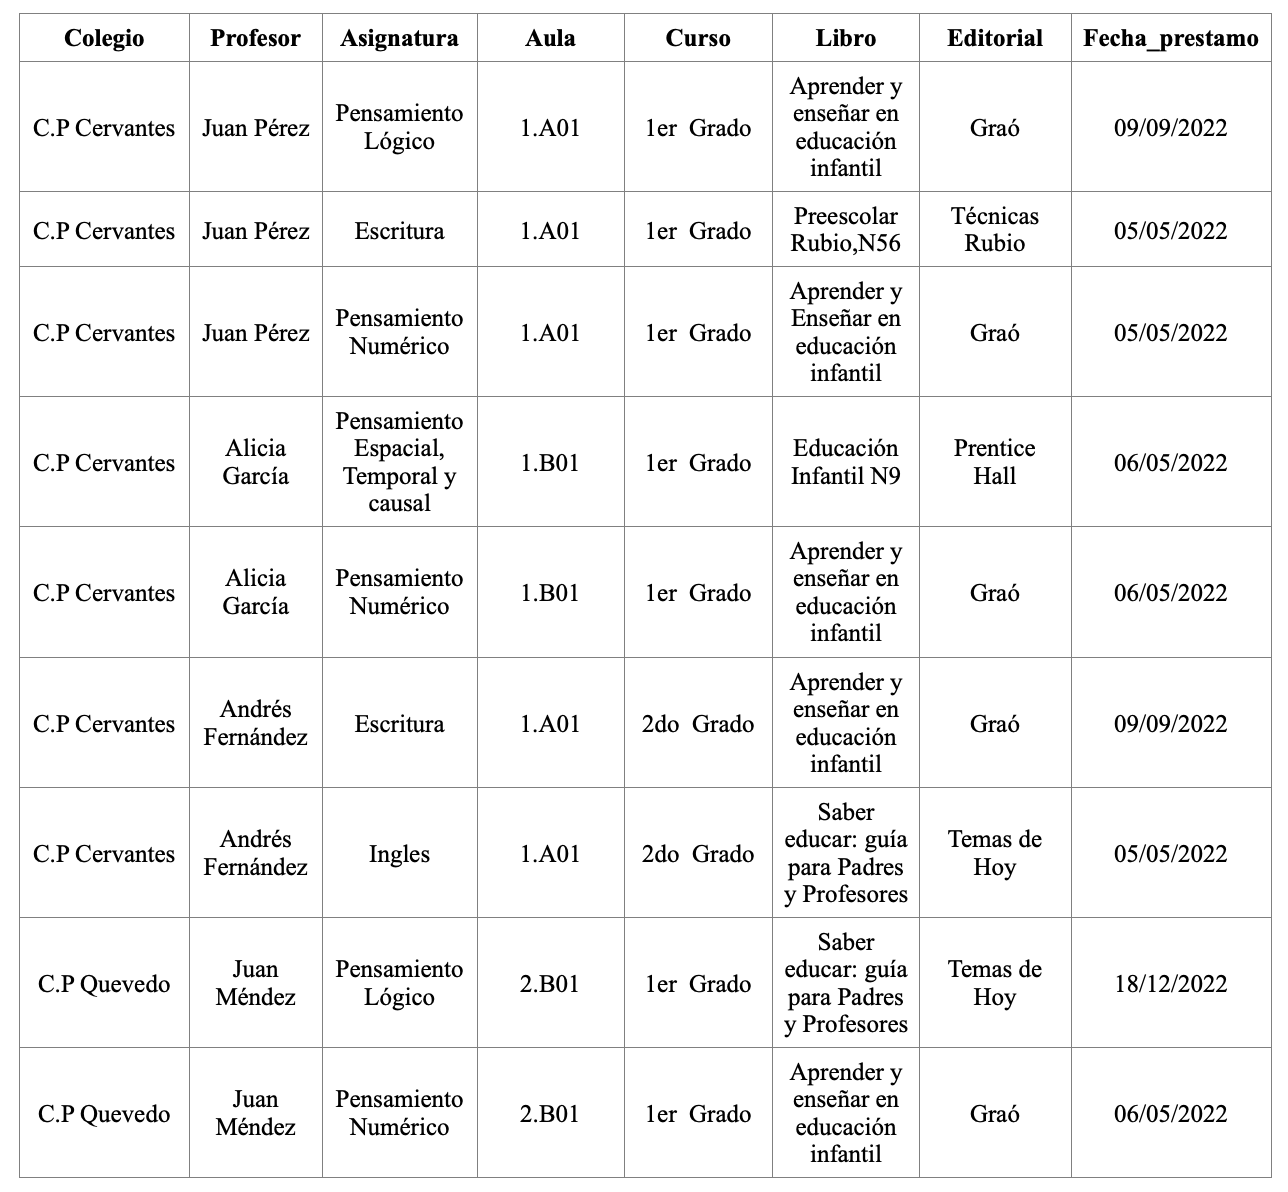 Colegio Profesor Asignatura Aula Curso Libro Editorial Fecha_prestamo
C.P Cervantes Juan Pérez Pensamiento Lógico 1.A01 1er Grado Aprender y enseñar en educación infantil Graó 09/09/2022
C.P Cervantes Juan Pérez Escritura 1.A01 1er Grado Preescolar Rubio,N56 Técnicas Rubio 05/05/2022
C.P Cervantes Juan Pérez Pensamiento Numérico 1.A01 1er Grado Aprender y Enseñar en educación infantil Graó 05/05/2022
C.P Cervantes Alicia García Pensamiento Espacial, Temporal y causal 1.B01 1er Grado Educación Infantil N9 Prentice Hall 06/05/2022
C.P Cervantes Alicia García Pensamiento Numérico 1.B01 1er Grado Aprender y enseñar en educación infantil Graó 06/05/2022
C.P Cervantes Andrés Fernández Escritura 1.A01 2do Grado Aprender y enseñar en educación infantil Graó 09/09/2022
C.P Cervantes Andrés Fernández Ingles 1.A01 2do Grado Saber educar: guía para Padres y Profesores Temas de Hoy 05/05/2022
C.P Quevedo Juan Méndez Pensamiento Lógico 2.B01 1er Grado Saber educar: guía para Padres y Profesores Temas de Hoy 18/12/2022
C.P Quevedo Juan Méndez Pensamiento Numérico 2.B01 1er Grado Aprender y enseñar en educación infantil Graó 06/05/2022